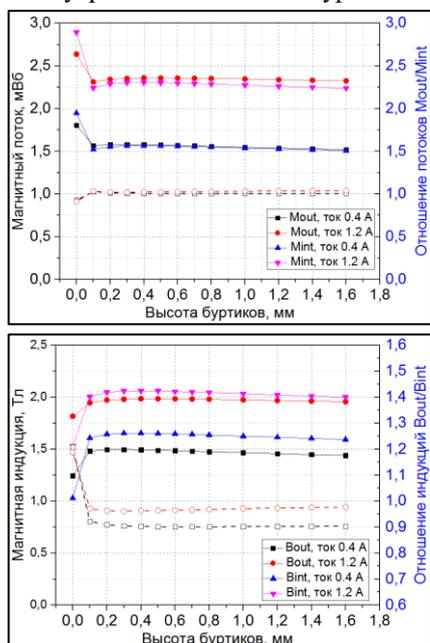 3,0
2,5
2,0
1,5
1,0
0,5
0,0
Магнитный поток, мВб
3,0
2,5
2,0
1,5
1,0
0,5
0,0
Отношение потоков Mout/Mint
Mout, ток 0.4 А
Mout, ток 1.2 А
Mint, ток 0.4 А
Mint, ток 1.2 А
0,0 0,2 0,4 0,6 0,8 1,0 1,2 1,4 1,6 1,8
Высота буртиков, мм
2,5
2,0
1,5
1,0
0,5
0,0
Магнитная индукция, Тл
1,6
1,5
1,4
1,3
1,2
1,1
1,0
0,9
0,8
0,7
0,6
Отношение индукций Bout/Bint
Bout, ток 0.4 А
Bout, ток 1.2 А
Bint, ток 0.4 А
Bint, ток 1.2 А
0,0 0,2 0,4 0,6 0,8 1,0 1,2 1,4 1,6 1,8
Высота буртиков, мм